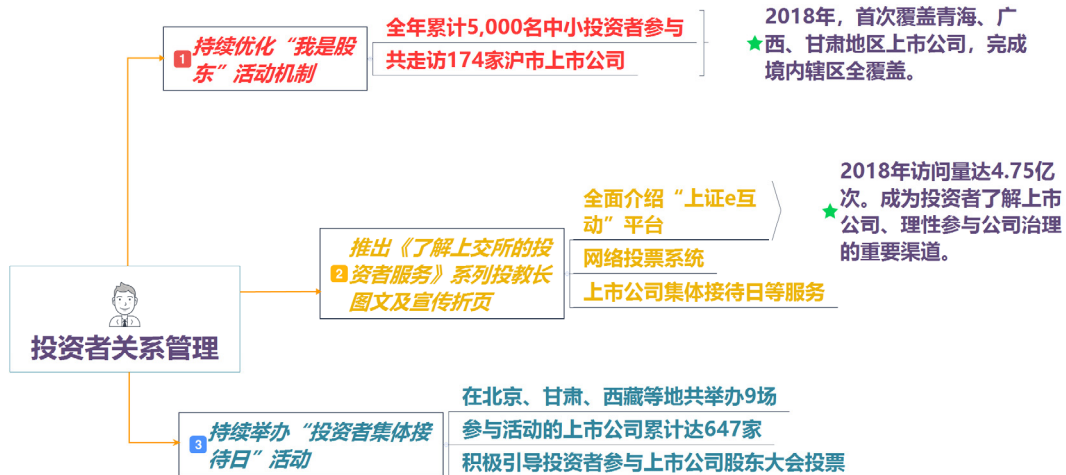 1
持续优化“我是股
东”活动机制
全年累计5,000名中小投资者参与
共走访174家沪市上市公司
2018年，首次覆盖青海、广
西、甘肃地区上市公司，完成
境内辖区全覆盖。
投资者关系管理
2
推出《了解上交所的投
资者服务》系列投教长
图文及宣传折页
全面介绍“上证e互
动”平台
网络投票系统
上市公司集体接待日等服务
2018年访问量达4.75亿
次。成为投资者了解上市
公司、理性参与公司治理
的重要渠道。
3
持续举办“投资者集体接
待日”活动
在北京、甘肃、西藏等地共举办9场
参与活动的上市公司累计达647家
积极引导投资者参与上市公司股东大会投票